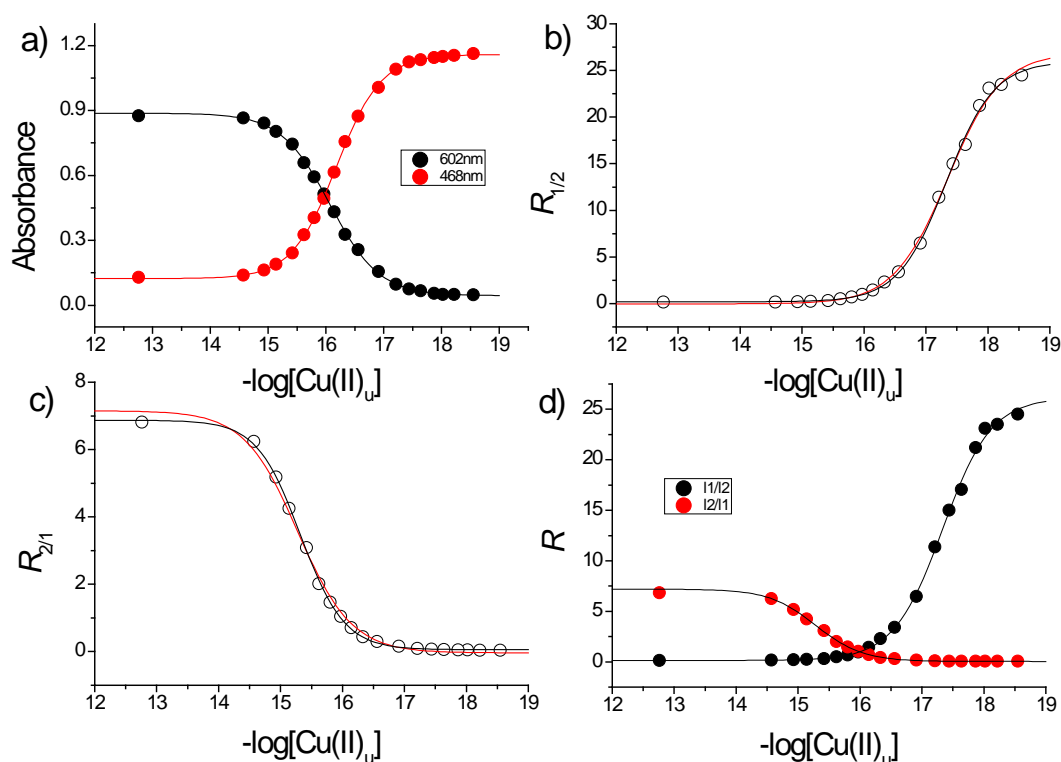 a)
Absorbance
1.2
0.9
0.6
0.3
0.0
602nm
468nm
12 13 14 15 16 17 18 19
-log[Cu(II)u]
b)
R1/2
30
25
20
15
10
5
0
12 13 14 15 16 17 18 19
-log[Cu(II)u]
c)
R2/1
8
6
4
2
0
12 13 14 15 16 17 18 19
-log[Cu(II)u]
d)
R
25
20
15
10
5
0
I1/I2
I2/I1
12 13 14 15 16 17 18 19
-log[Cu(II)u]